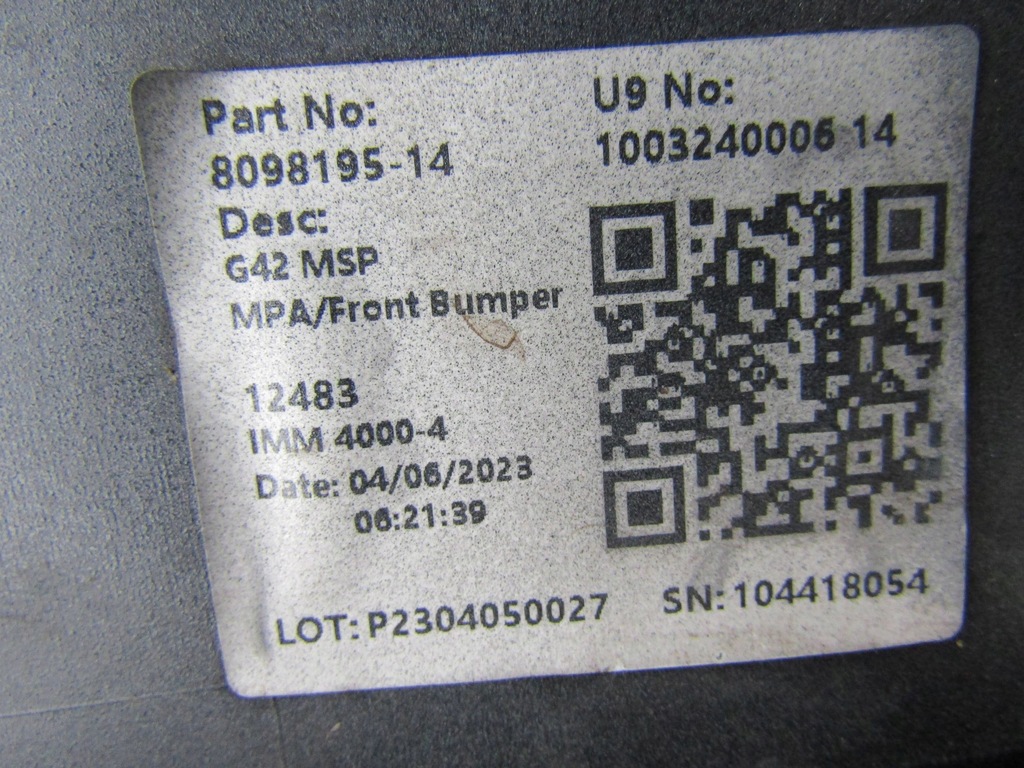 Part No:
8098195-14
U9 No:
1003240006 14
Desc:
G42 MSP
MPA/Front Bumper
12483
IMM 4000-4
Date: 04/06/2023
06:21:39
LOT: P2304050027
SN: 104418054